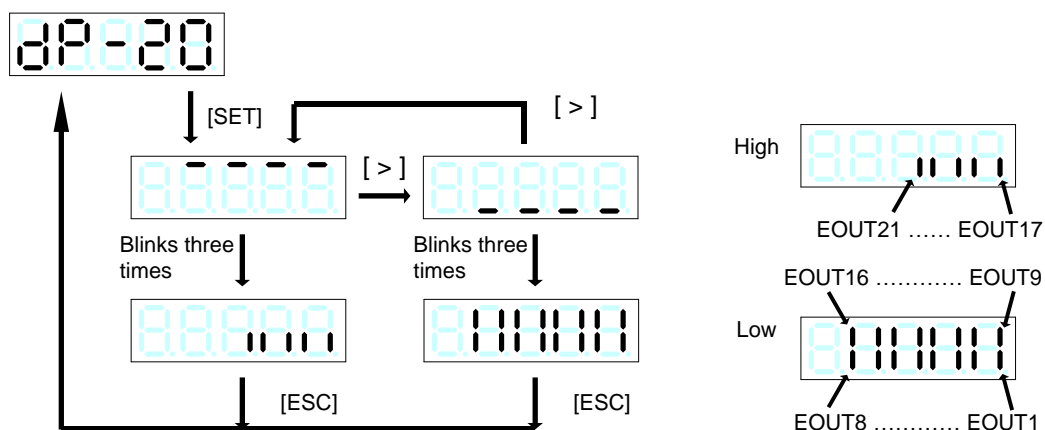 dP-20
[SET]
[ > ]
[ > ]
Blinks three
times
Blinks three
times
[ESC]
[ESC]
High
EOUT21 ...... EOUT17
EOUT16 ............ EOUT9
Low
EOUT8 ............ EOUT1